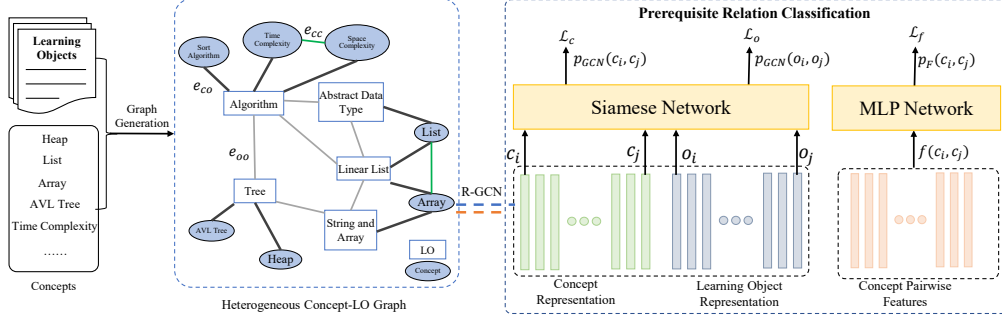 Learning
Objects
Heap
List
Array
AVL Tree
Time Complexity
......
Concepts
Graph
Generation
Sort
Algorithm
Time
Complexity
e_cc
Space
Complexity
e_co
Algorithm
Abstract Data
Type
List
e_oo
Linear List
Tree
Array
AVL Tree
String and
Array
Heap
LO
Concept
Heterogeneous Concept-LO Graph
R-GCN
Prerequisite Relation Classification
ℒ_c
p_GCN(c_i, c_j)
ℒ_o
p_GCN(o_i, o_j)
ℒ_f
p_F(c_i, c_j)
Siamese Network
MLP Network
c_i
c_j
o_i
o_j
f(c_i, c_j)
Concept
Representation
Learning Object
Representation
Concept Pairwise
Features